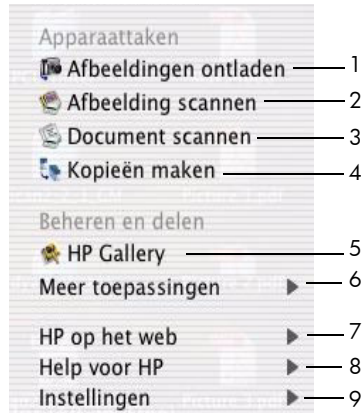 Apparaattaken
Afbeeldingen ontladen 1
Afbeelding scannen 2
Document scannen 3
Kopieën maken 4
Beheren en delen
HP Gallery 5
Meer toepassingen 6
HP op het web 7
Help voor HP 8
Instellingen 9